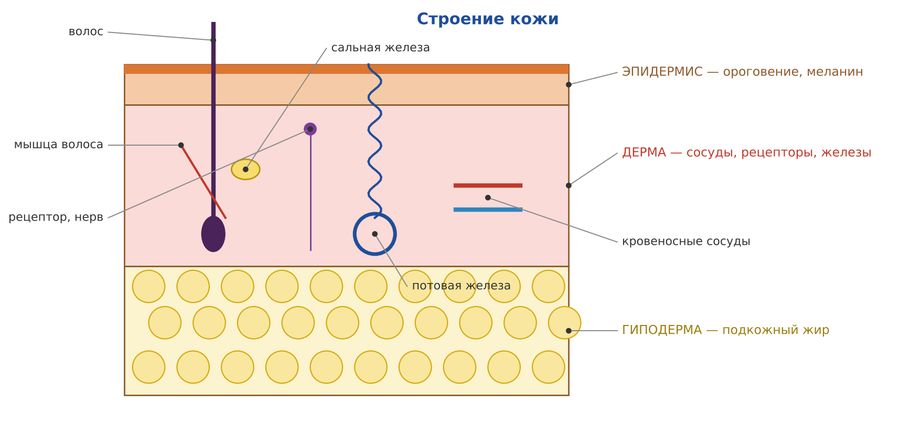 Строение кожи
волос
сальная железа
ЭПИДЕРМИС — ороговение, меланин
мышца волоса
ДЕРМА — сосуды, рецепторы, железы
рецептор, нерв
кровеносные сосуды
потовая железа
ГИПОДЕРМА — подкожный жир